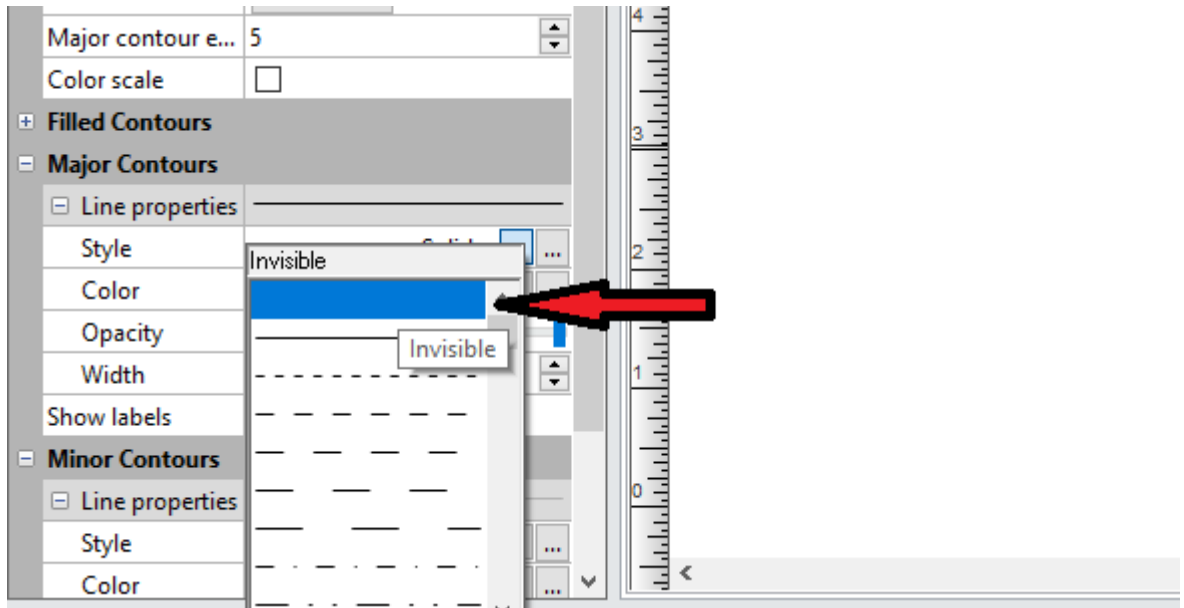 Major contour e... 5
Color scale
Filled Contours
Major Contours
Line properties
Style ...
Invisible
Color
Opacity
Invisible
Width
Show labels
Minor Contours
Line properties
Style ...
Color ...
4
3
2
1
0